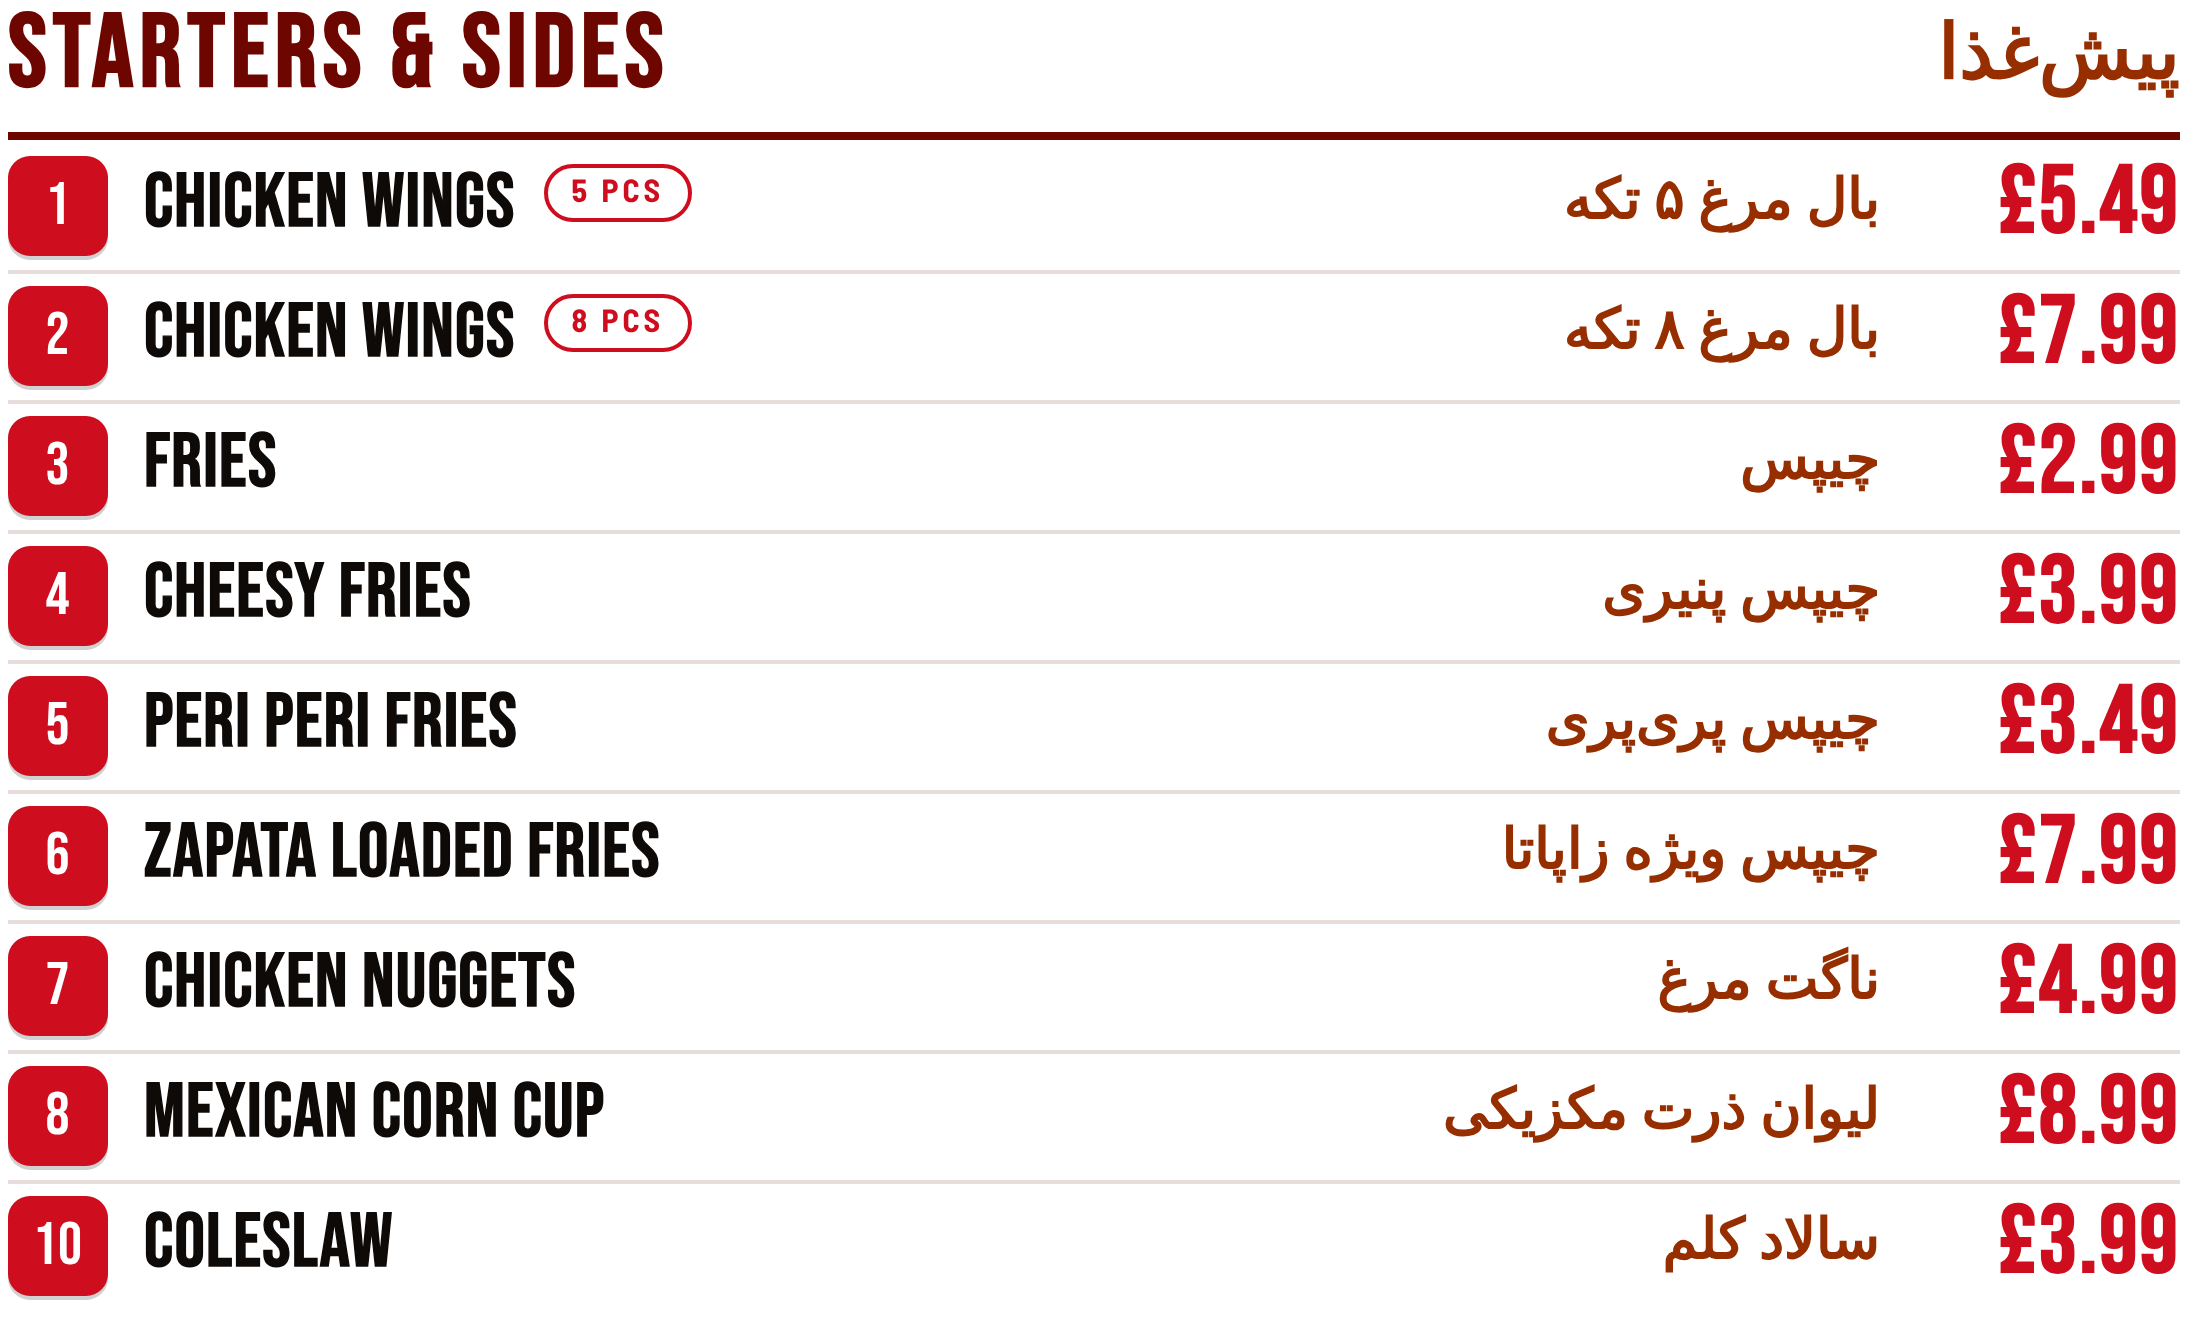 STARTERS & SIDES پیش‌غذا
1 CHICKEN WINGS 5 PCS بال مرغ ۵ تکه £5.49
2 CHICKEN WINGS 8 PCS بال مرغ ۸ تکه £7.99
3 FRIES چیپس £2.99
4 CHEESY FRIES چیپس پنیری £3.99
5 PERI PERI FRIES چیپس پری‌پری £3.49
6 ZAPATA LOADED FRIES چیپس ویژه زاپاتا £7.99
7 CHICKEN NUGGETS ناگت مرغ £4.99
8 MEXICAN CORN CUP لیوان ذرت مکزیکی £8.99
10 COLESLAW سالاد کلم £3.99